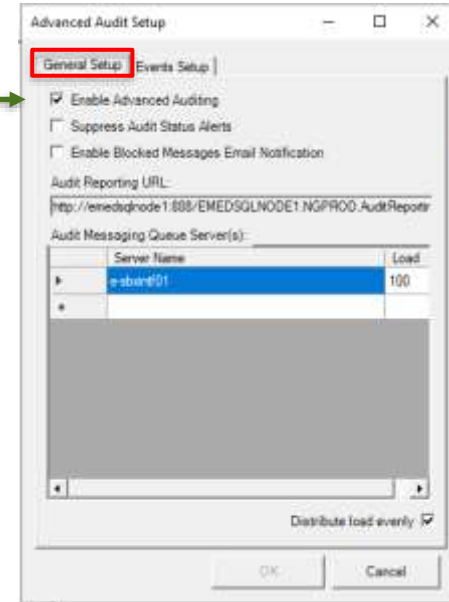 Advanced Audit Setup
General Setup
Events Setup
Enable Advanced Auditing
Suppress Audit Status Alerts
Enable Blocked Messages Email Notification
Audit Reporting URL:
http://emedsqlnode1:888/EMEDSQLNODE1.NGPROD.AuditReportin
Audit Messaging Queue Server(s):
Server Name Load
100
Distribute load evenly
OK Cancel